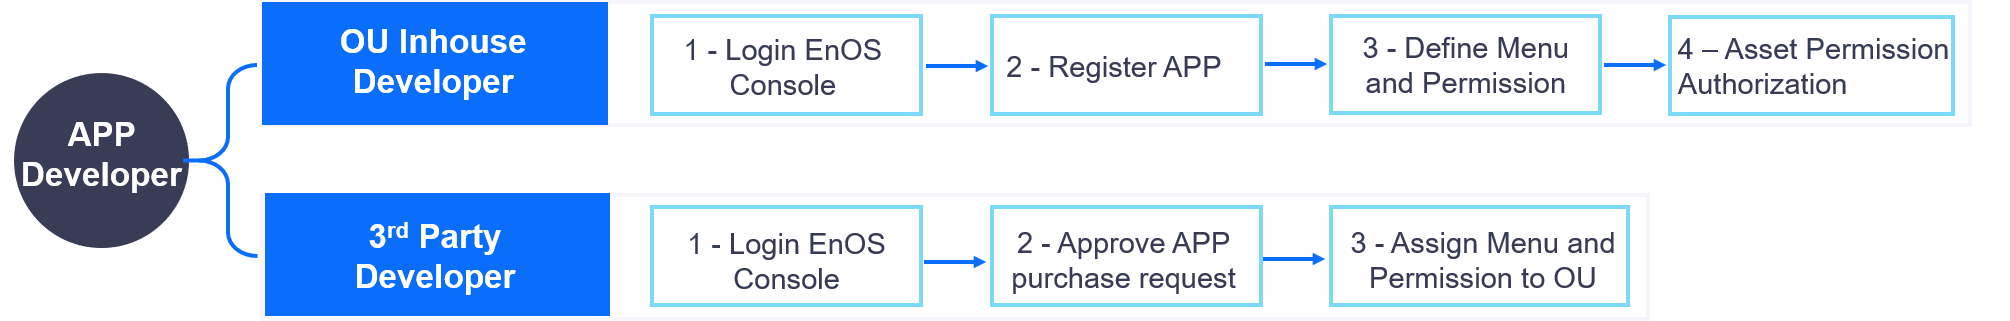 APP
Developer
OU Inhouse
Developer
1 - Login EnOS
Console
2 - Register APP
3 - Define Menu
and Permission
4 – Asset Permission
Authorization
3rd Party
Developer
1 - Login EnOS
Console
2 - Approve APP
purchase request
3 - Assign Menu and
Permission to OU